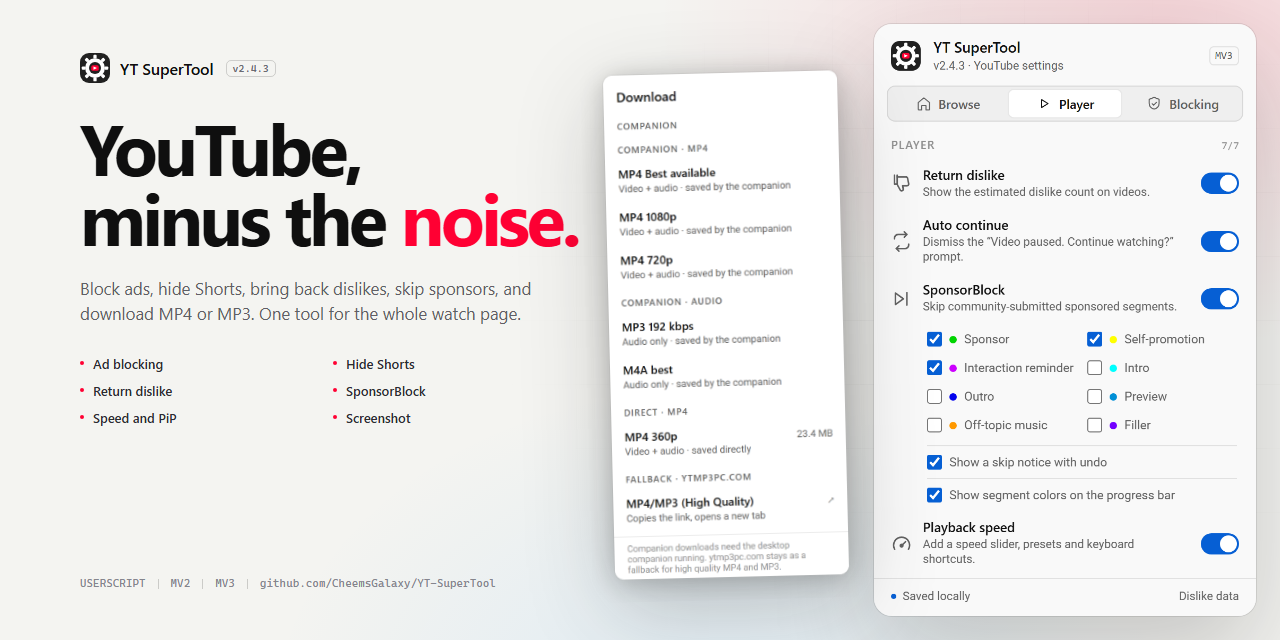 YT SuperTool v2.4.3
YouTube,
minus the noise.
Block ads, hide Shorts, bring back dislikes, skip sponsors, and
download MP4 or MP3. One tool for the whole watch page.
Ad blocking
Hide Shorts
Return dislike
SponsorBlock
Speed and PiP
Screenshot
USERSCRIPT | MV2 | MV3 | github.com/CheemsGalaxy/YT-SuperTool
Download
COMPANION
COMPANION · MP4
MP4 Best available
Video + audio · saved by the companion
MP4 1080p
Video + audio · saved by the companion
MP4 720p
Video + audio · saved by the companion
COMPANION · AUDIO
MP3 192 kbps
Audio only · saved by the companion
M4A best
Audio only · saved by the companion
DIRECT · MP4
MP4 360p 23.4 MB
Video + audio · saved directly
FALLBACK · YTMP3PC.COM
MP4/MP3 (High Quality)
Copies the link, opens a new tab
Companion downloads need the desktop
companion running. ytmp3pc.com stays as a
fallback for high quality MP4 and MP3.
YT SuperTool
v2.4.3 · YouTube settings
MV3
Browse Player Blocking
PLAYER 7/7
Return dislike
Show the estimated dislike count on videos.
Auto continue
Dismiss the "Video paused. Continue watching?"
prompt.
SponsorBlock
Skip community-submitted sponsored segments.
Sponsor Self-promotion
Interaction reminder Intro
Outro Preview
Off-topic music Filler
Show a skip notice with undo
Show segment colors on the progress bar
Playback speed
Add a speed slider, presets and keyboard
shortcuts.
Saved locally Dislike data